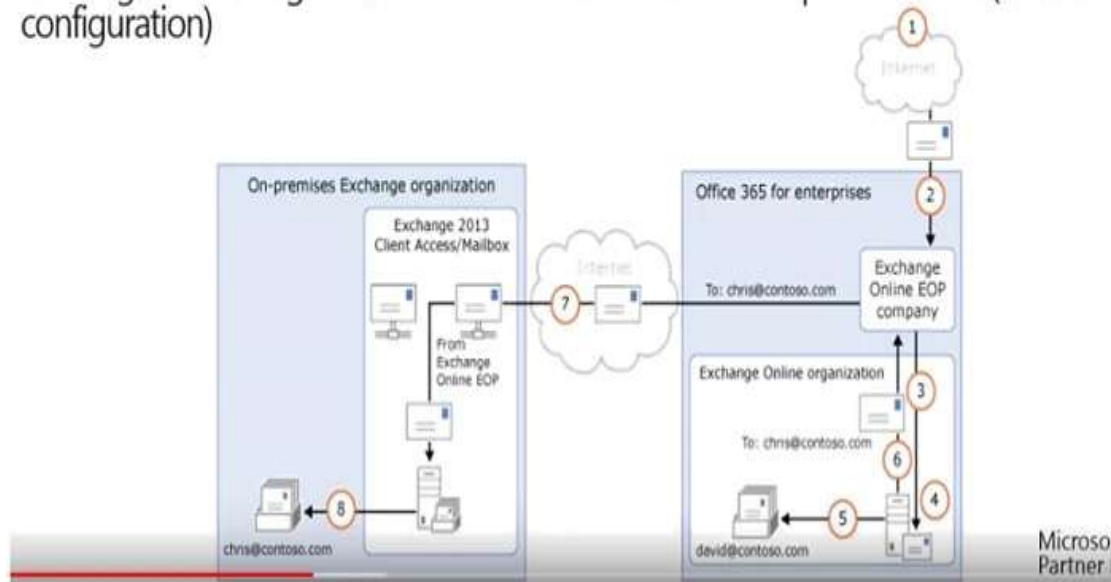 configuration)
1
Internet
2
On-premises Exchange organization
Office 365 for enterprises
Exchange 2013
Client Access/Mailbox
Exchange
Online EOP
company
Internet
To: chris@contoso.com
7
From
Exchange
Online EOP
Exchange Online organization
3
To: chris@contoso.com
6
4
8
5
chris@contoso.com
david@contoso.com
Microso
Partner